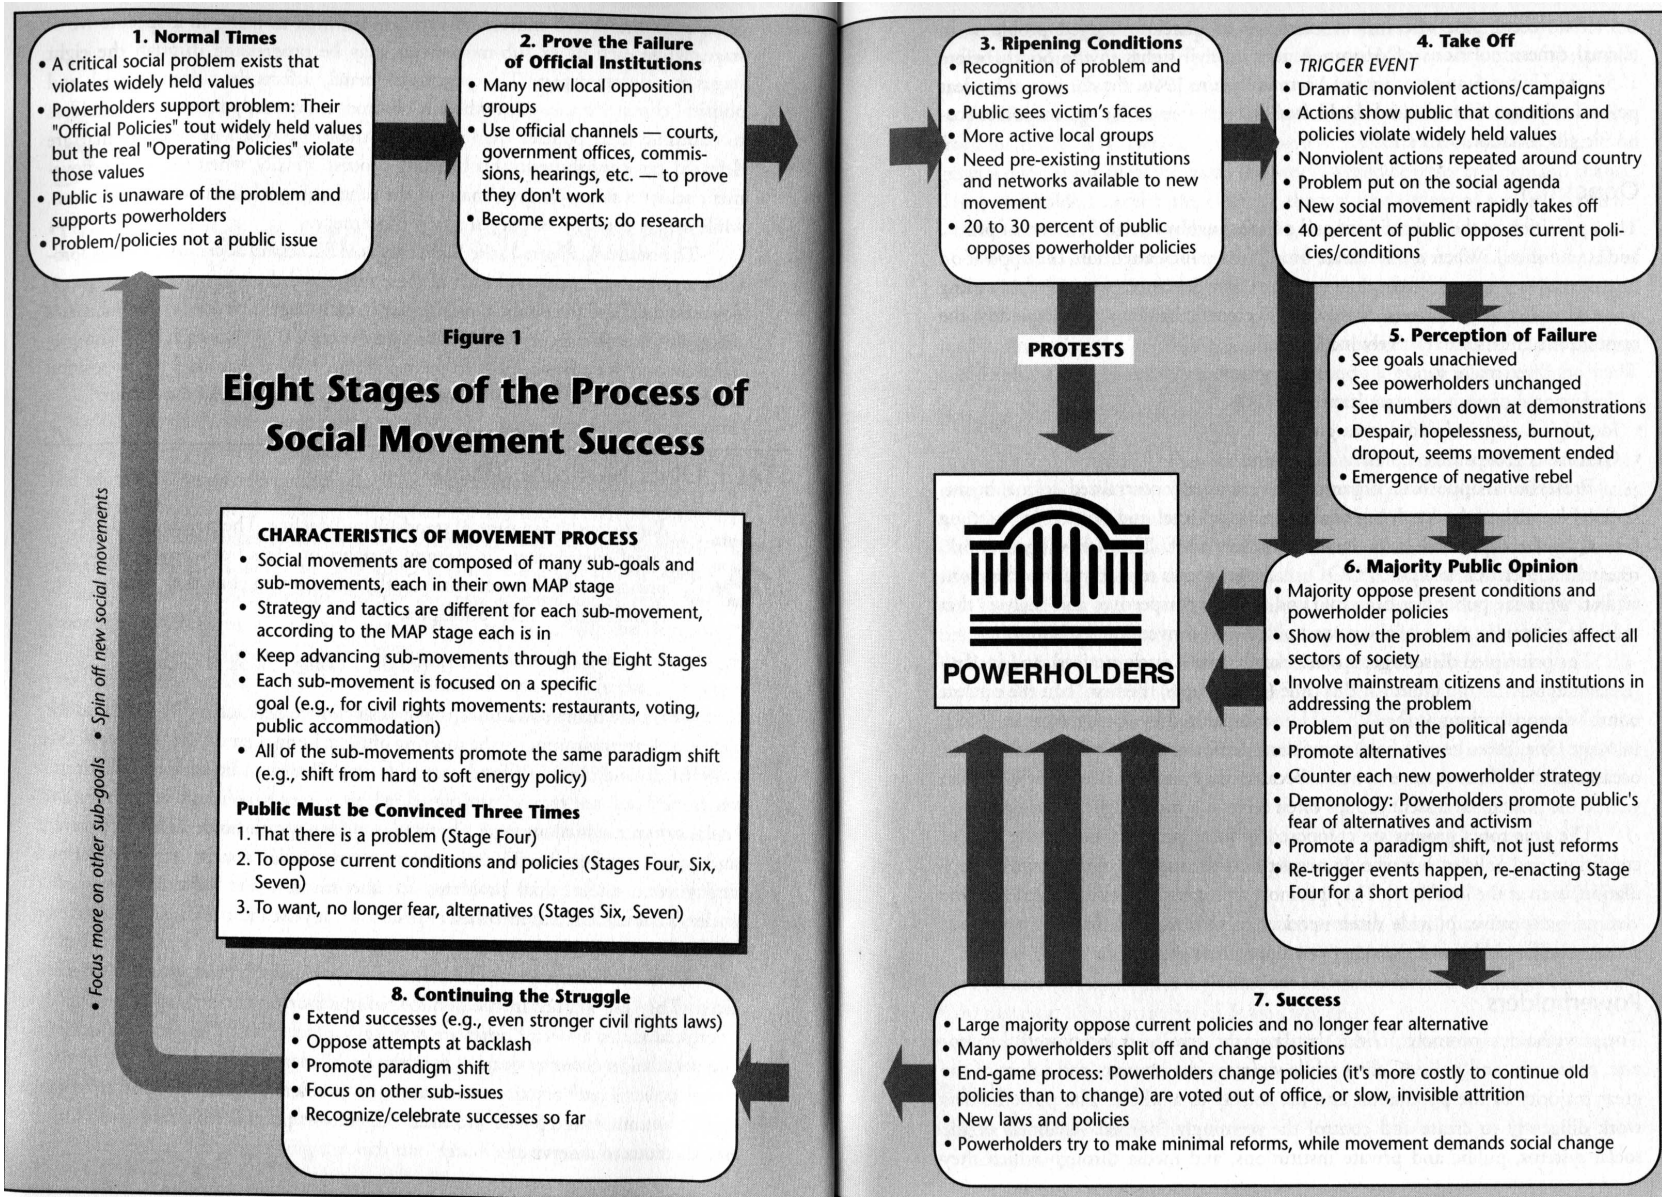 1. Normal Times
• A critical social problem exists that
violates widely held values
• Powerholders support problem: Their
"Official Policies" tout widely held values
but the real "Operating Policies" violate
those values
• Public is unaware of the problem and
supports powerholders
• Problem/policies not a public issue
2. Prove the Failure
of Official Institutions
• Many new local opposition
groups
• Use official channels — courts,
government offices, commis-
sions, hearings, etc. — to prove
they don't work
• Become experts; do research
3. Ripening Conditions
• Recognition of problem and
victims grows
• Public sees victim's faces
• More active local groups
• Need pre-existing institutions
and networks available to new
movement
• 20 to 30 percent of public
opposes powerholder policies
4. Take Off
• TRIGGER EVENT
• Dramatic nonviolent actions/campaigns
• Actions show public that conditions and
policies violate widely held values
• Nonviolent actions repeated around country
• Problem put on the social agenda
• New social movement rapidly takes off
• 40 percent of public opposes current poli-
cies/conditions
Figure 1
Eight Stages of the Process of
Social Movement Success
PROTESTS
5. Perception of Failure
• See goals unachieved
• See powerholders unchanged
• See numbers down at demonstrations
• Despair, hopelessness, burnout,
dropout, seems movement ended
• Emergence of negative rebel
CHARACTERISTICS OF MOVEMENT PROCESS
• Social movements are composed of many sub-goals and
sub-movements, each in their own MAP stage
• Strategy and tactics are different for each sub-movement,
according to the MAP stage each is in
• Keep advancing sub-movements through the Eight Stages
• Each sub-movement is focused on a specific
goal (e.g., for civil rights movements: restaurants, voting,
public accommodation)
• All of the sub-movements promote the same paradigm shift
(e.g., shift from hard to soft energy policy)
Public Must be Convinced Three Times
1. That there is a problem (Stage Four)
2. To oppose current conditions and policies (Stages Four, Six,
Seven)
3. To want, no longer fear, alternatives (Stages Six, Seven)
POWERHOLDERS
6. Majority Public Opinion
• Majority oppose present conditions and
powerholder policies
• Show how the problem and policies affect all
sectors of society
• Involve mainstream citizens and institutions in
addressing the problem
• Problem put on the political agenda
• Promote alternatives
• Counter each new powerholder strategy
• Demonology: Powerholders promote public's
fear of alternatives and activism
• Promote a paradigm shift, not just reforms
• Re-trigger events happen, re-enacting Stage
Four for a short period
7. Success
• Large majority oppose current policies and no longer fear alternative
• Many powerholders split off and change positions
• End-game process: Powerholders change policies (it's more costly to continue old
policies than to change) are voted out of office, or slow, invisible attrition
• New laws and policies
• Powerholders try to make minimal reforms, while movement demands social change
8. Continuing the Struggle
• Extend successes (e.g., even stronger civil rights laws)
• Oppose attempts at backlash
• Promote paradigm shift
• Focus on other sub-issues
• Recognize/celebrate successes so far
• Focus more on other sub-goals • Spin off new social movements